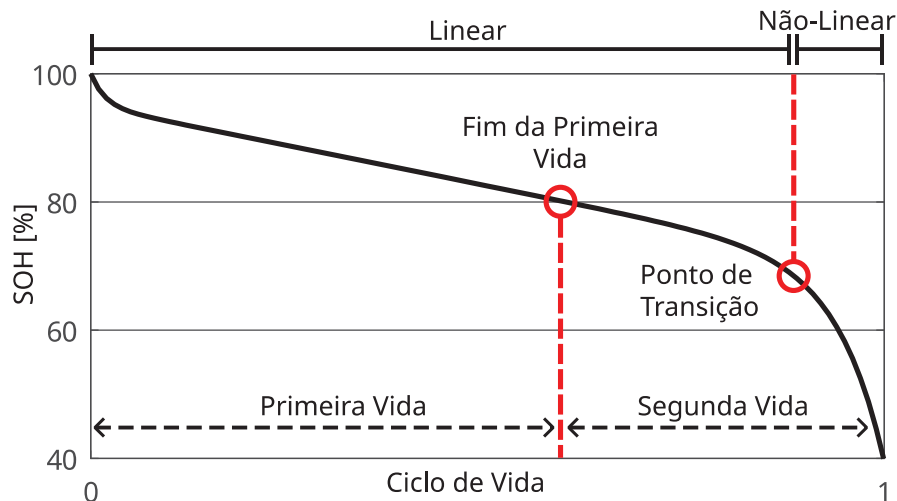 Linear
Não-Linear
100
80
60
40
SOH [%]
Fim da Primeira
Vida
Ponto de
Transição
Primeira Vida
Segunda Vida
0
Ciclo de Vida
1